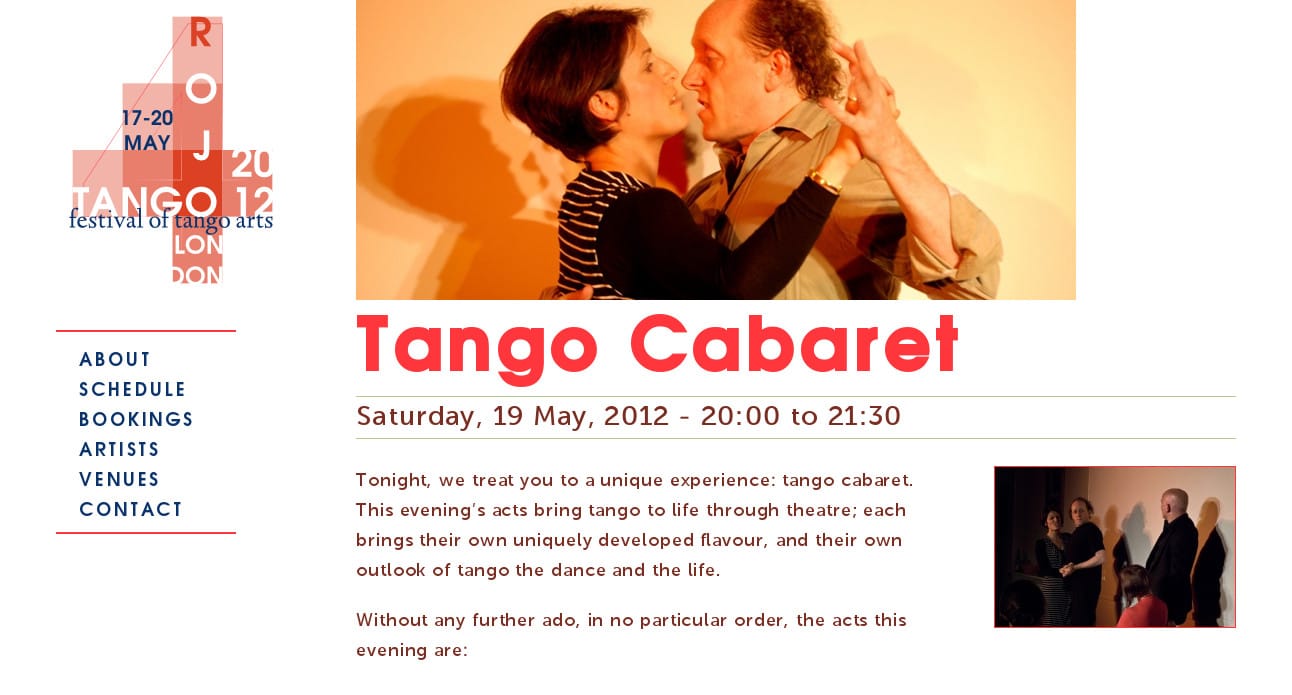 ROJO
17-20
MAY
20
TANGO 12
festival of tango arts
LON
DON
ABOUT
SCHEDULE
BOOKINGS
ARTISTS
VENUES
CONTACT
Tango Cabaret
Saturday, 19 May, 2012 - 20:00 to 21:30
Tonight, we treat you to a unique experience: tango cabaret.
This evening's acts bring tango to life through theatre; each
brings their own uniquely developed flavour, and their own
outlook of tango the dance and the life.
Without any further ado, in no particular order, the acts this
evening are: